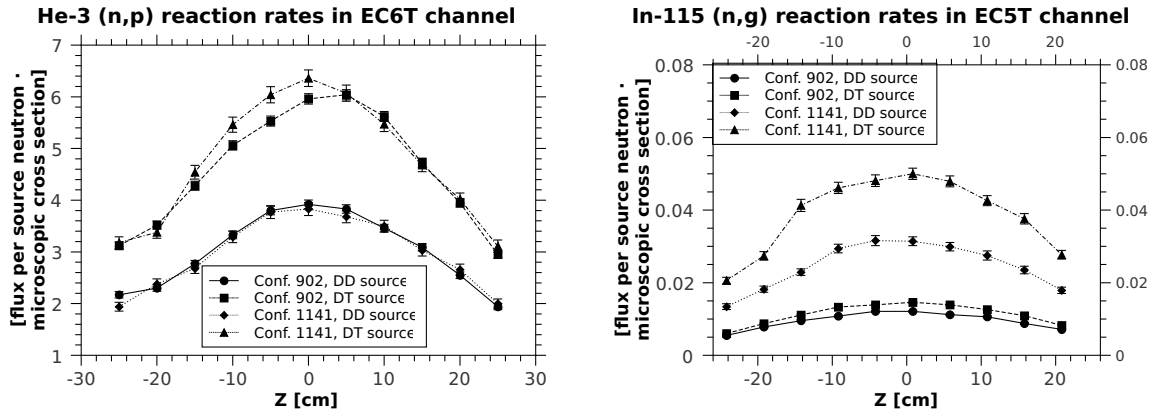 He-3 (n,p) reaction rates in EC6T channel
7
6
5
4
3
2
1
[flux per source neutron ·
microscopic cross section]
Conf. 902, DD source
Conf. 902, DT source
Conf. 1141, DD source
Conf. 1141, DT source
-30 -20 -10 0 10 20 30
Z [cm]
In-115 (n,g) reaction rates in EC5T channel
-20 -10 0 10 20
0.08
0.06
0.04
0.02
0
[flux per source neutron ·
microscopic cross section]
Conf. 902, DD source
Conf. 902, DT source
Conf. 1141, DD source
Conf. 1141, DT source
0.08
0.06
0.04
0.02
0
-20 -10 0 10 20
Z [cm]